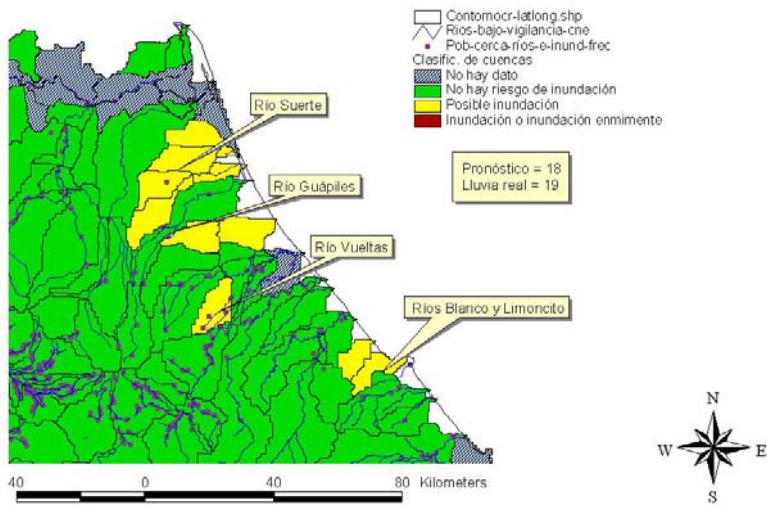 Contornocr-latlong.shp
Rios-bajo-vigilancia-cne
Pob-cerca-ríos-e-inund-frec
Clasific. de cuencas
No hay dato
No hay riesgo de inundación
Posible inundación
Inundación o inundación enmimente
Río Suerte
Pronóstico = 18
Lluvia real = 19
Río Guápiles
Río Vueltas
Ríos Blanco y Limoncito
N
W E
S
40 0 40 80 Kilometers